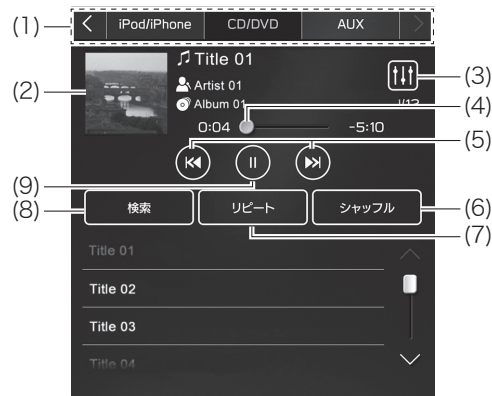 (1) iPod/iPhone CD/DVD AUX
(2) Title 01 (3)
Artist 01 (4)
Album 01 1/13
0:04 -5:10 (5)
(9)
(8) 検索 リピート シャッフル (6)
(7)
Title 01
Title 02
Title 03
Title 04